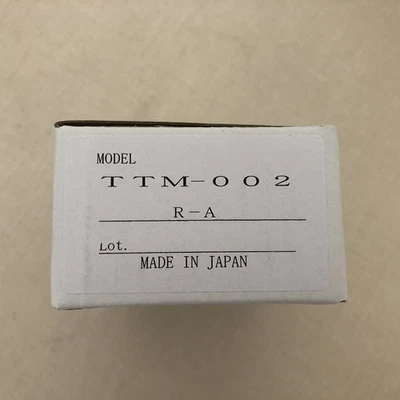 MODEL
TTM-002
R-A
Lot.
MADE IN JAPAN